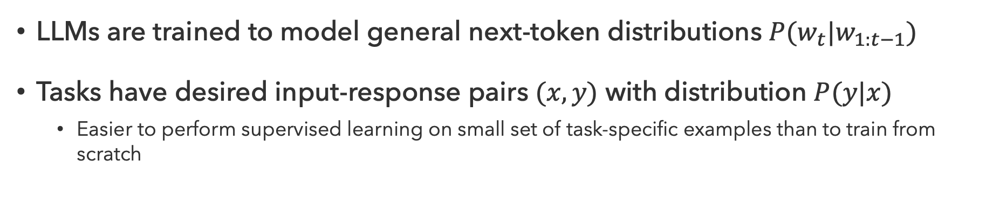 • LLMs are trained to model general next-token distributions P(w_t|w_{1:t−1})
• Tasks have desired input-response pairs (x, y) with distribution P(y|x)
• Easier to perform supervised learning on small set of task-specific examples than to train from
scratch